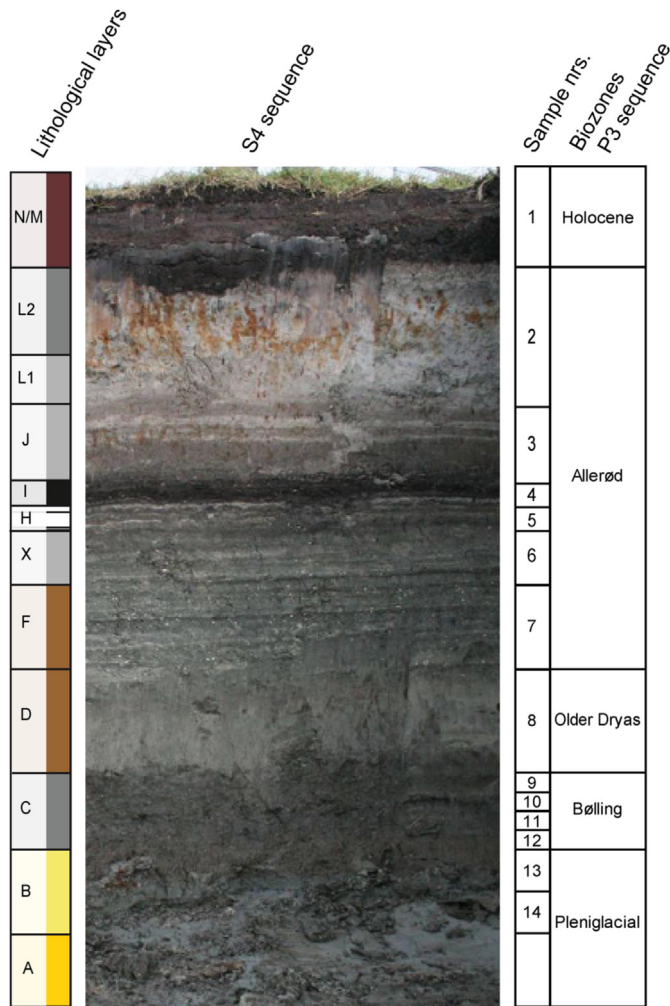 Lithological layers
S4 sequence
Sample nrs.
Biozones
P3 sequence
N/M
L2
L1
J
I
H
X
F
D
C
B
A
1
2
3
4
5
6
7
8
9
10
11
12
13
14
Holocene
Allerød
Older Dryas
Bølling
Pleniglacial